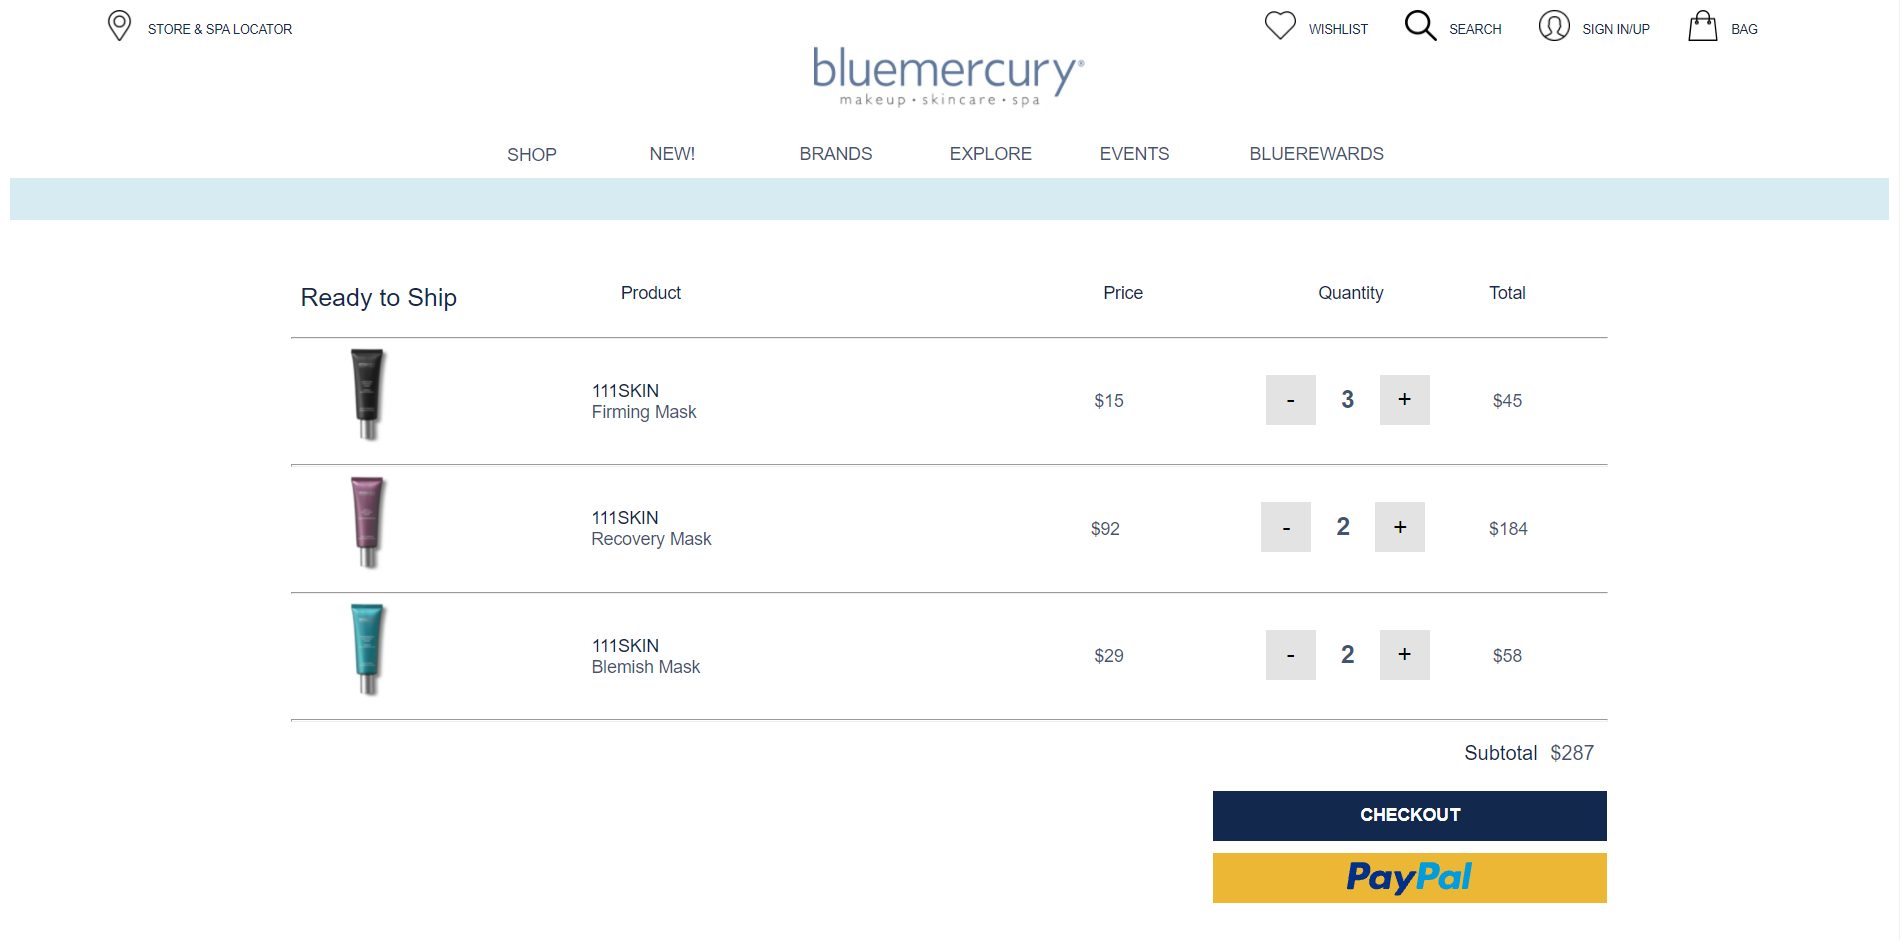 STORE & SPA LOCATOR
WISHLIST
SEARCH
SIGN IN/UP
BAG
bluemercury®
makeup · skincare · spa
SHOP
NEW!
BRANDS
EXPLORE
EVENTS
BLUEREWARDS
Ready to Ship
Product
Price
Quantity
Total
111SKIN
Firming Mask
$15
- 3 +
$45
111SKIN
Recovery Mask
$92
- 2 +
$184
111SKIN
Blemish Mask
$29
- 2 +
$58
Subtotal $287
CHECKOUT
PayPal